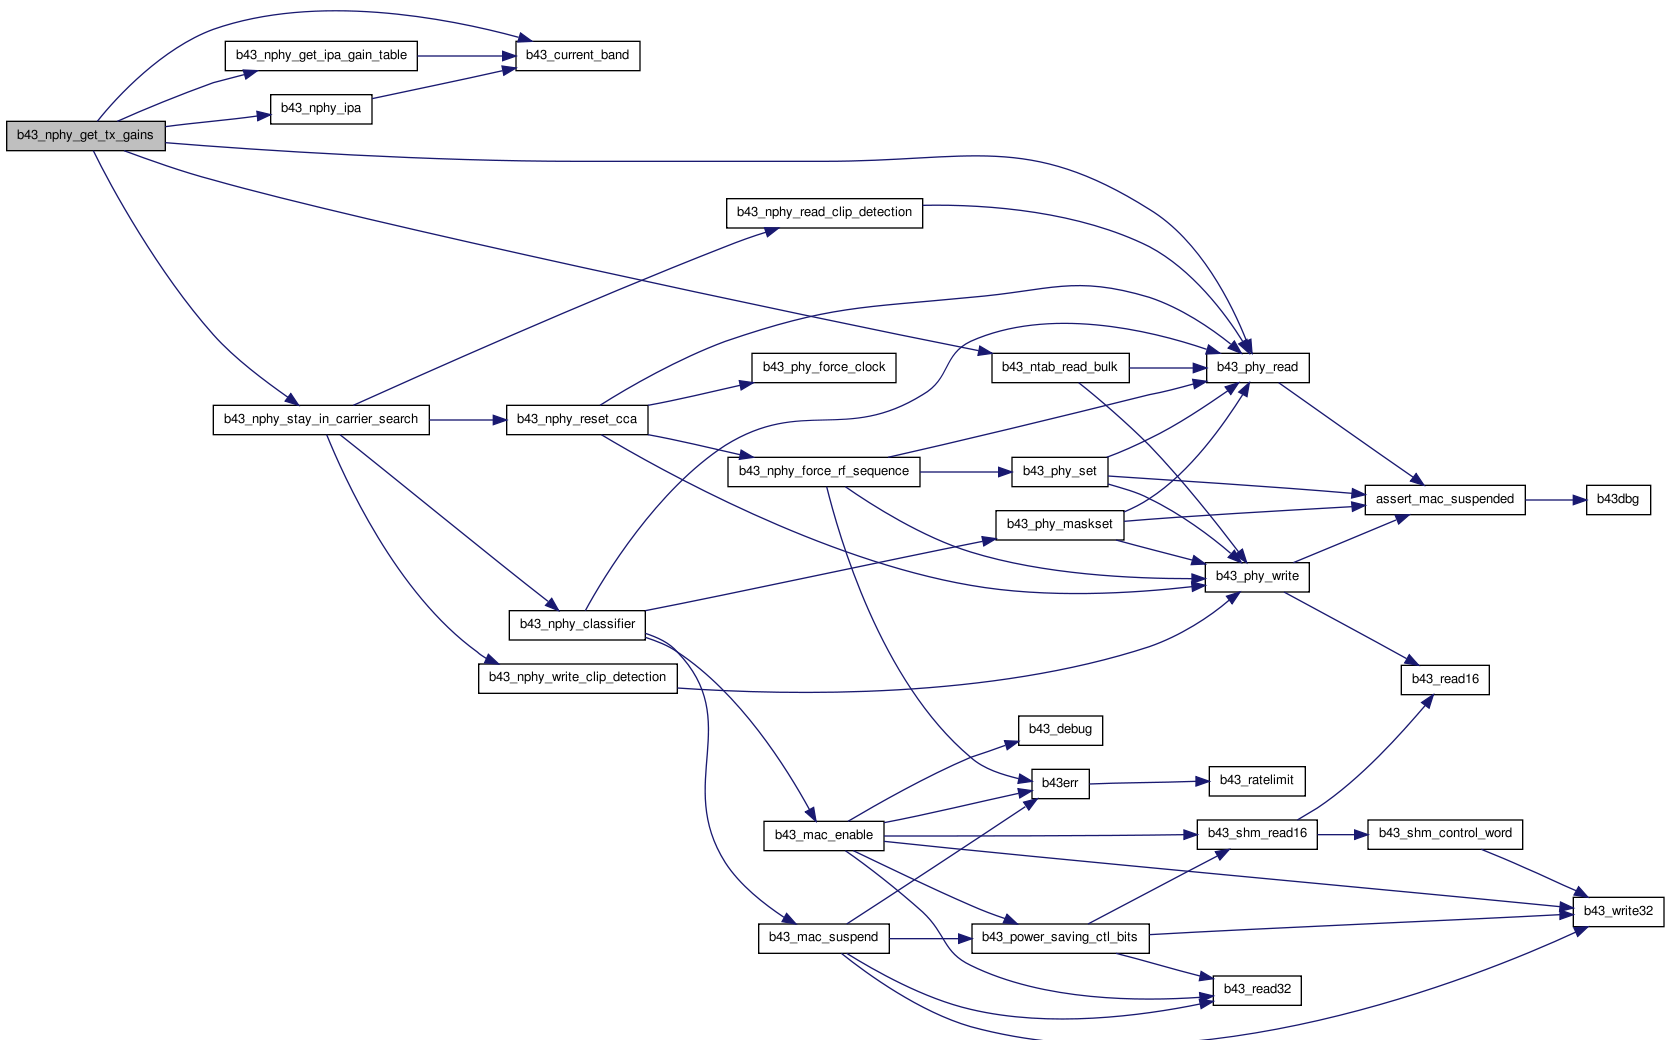 b43_nphy_get_ipa_gain_table
b43_current_band
b43_nphy_ipa
b43_nphy_get_tx_gains
b43_nphy_read_clip_detection
b43_phy_force_clock
b43_ntab_read_bulk
b43_phy_read
b43_nphy_stay_in_carrier_search
b43_nphy_reset_cca
b43_nphy_force_rf_sequence
b43_phy_set
assert_mac_suspended
b43dbg
b43_phy_maskset
b43_phy_write
b43_nphy_classifier
b43_nphy_write_clip_detection
b43_read16
b43_debug
b43err
b43_ratelimit
b43_mac_enable
b43_shm_read16
b43_shm_control_word
b43_write32
b43_mac_suspend
b43_power_saving_ctl_bits
b43_read32